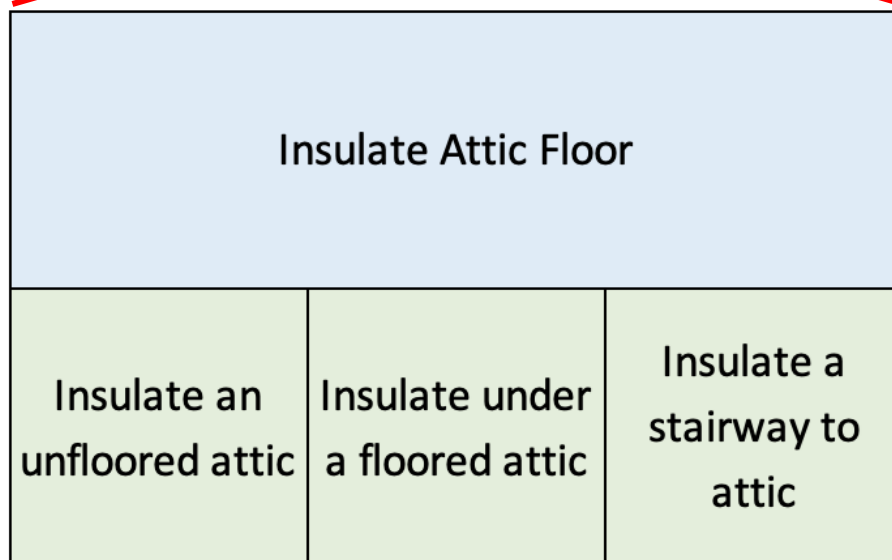 Insulate Attic Floor
Insulate an
unfloored attic
Insulate under
a floored attic
Insulate a
stairway to
attic